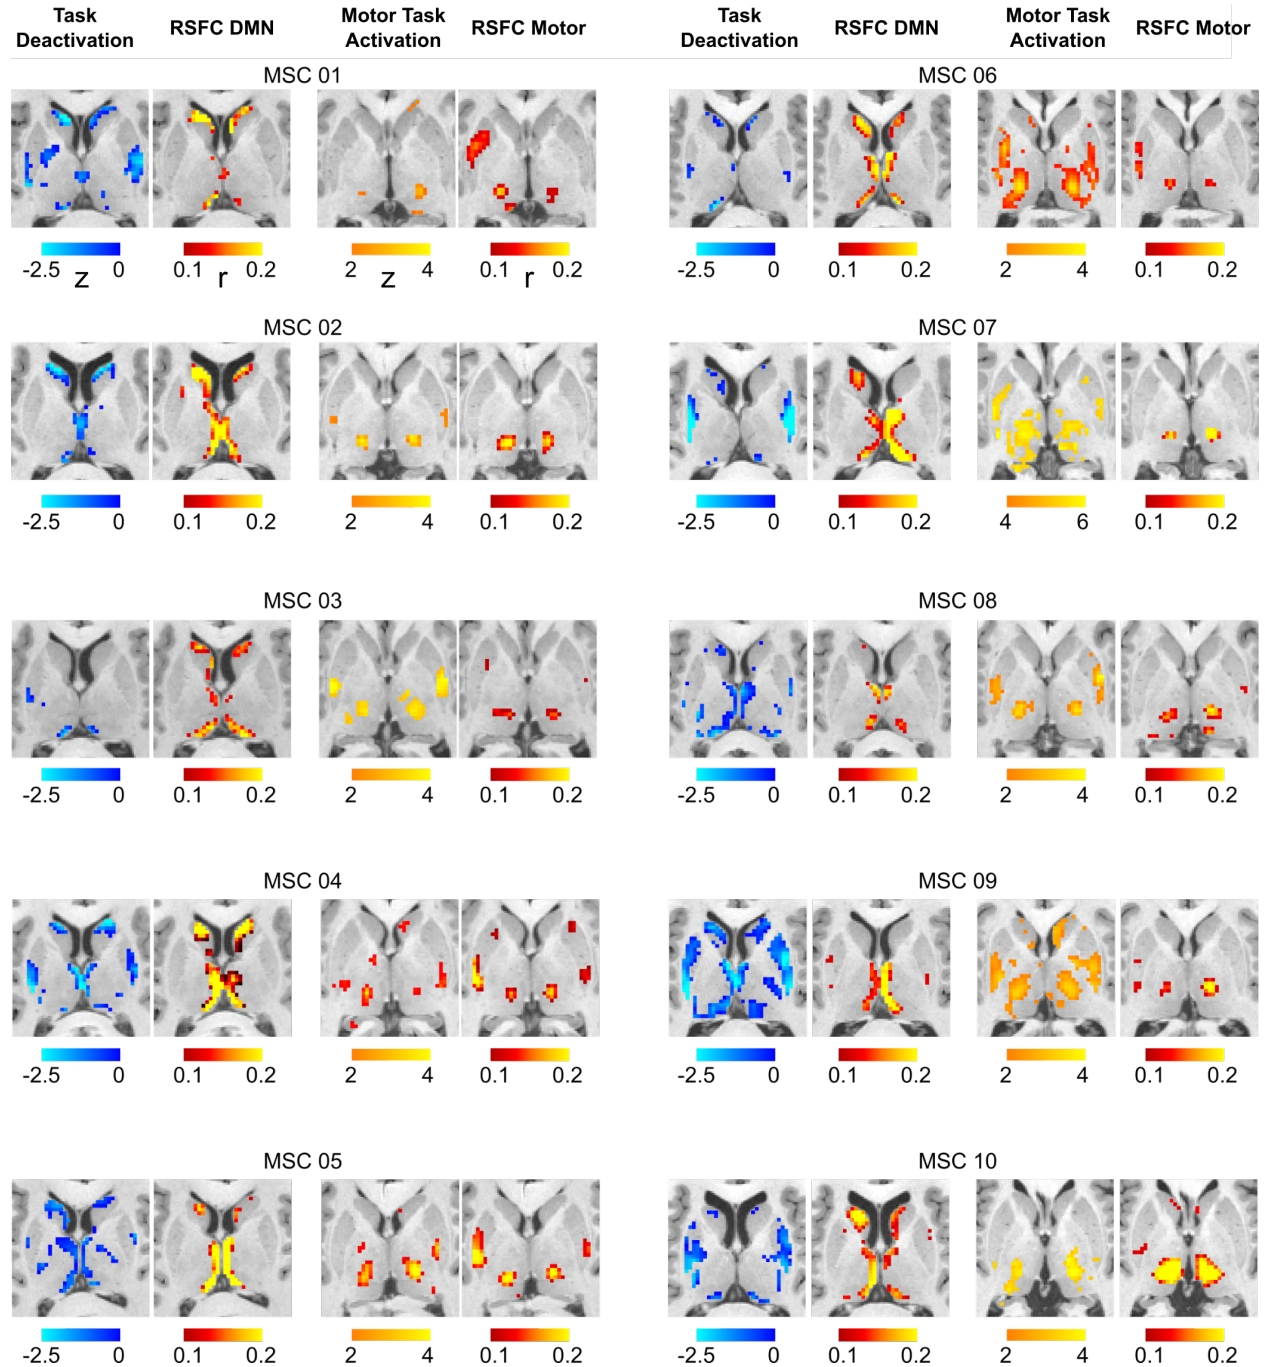 Task Deactivation
RSFC DMN
Motor Task Activation
RSFC Motor
Task Deactivation
RSFC DMN
Motor Task Activation
RSFC Motor
MSC 01
MSC 06
-2.5 z 0
0.1 r 0.2
2 z 4
0.1 r 0.2
-2.5 0
0.1 0.2
2 4
0.1 0.2
MSC 02
MSC 07
-2.5 0
0.1 0.2
2 4
0.1 0.2
-2.5 0
0.1 0.2
4 6
0.1 0.2
MSC 03
MSC 08
-2.5 0
0.1 0.2
2 4
0.1 0.2
-2.5 0
0.1 0.2
2 4
0.1 0.2
MSC 04
MSC 09
-2.5 0
0.1 0.2
2 4
0.1 0.2
-2.5 0
0.1 0.2
2 4
0.1 0.2
MSC 05
MSC 10
-2.5 0
0.1 0.2
2 4
0.1 0.2
-2.5 0
0.1 0.2
2 4
0.1 0.2